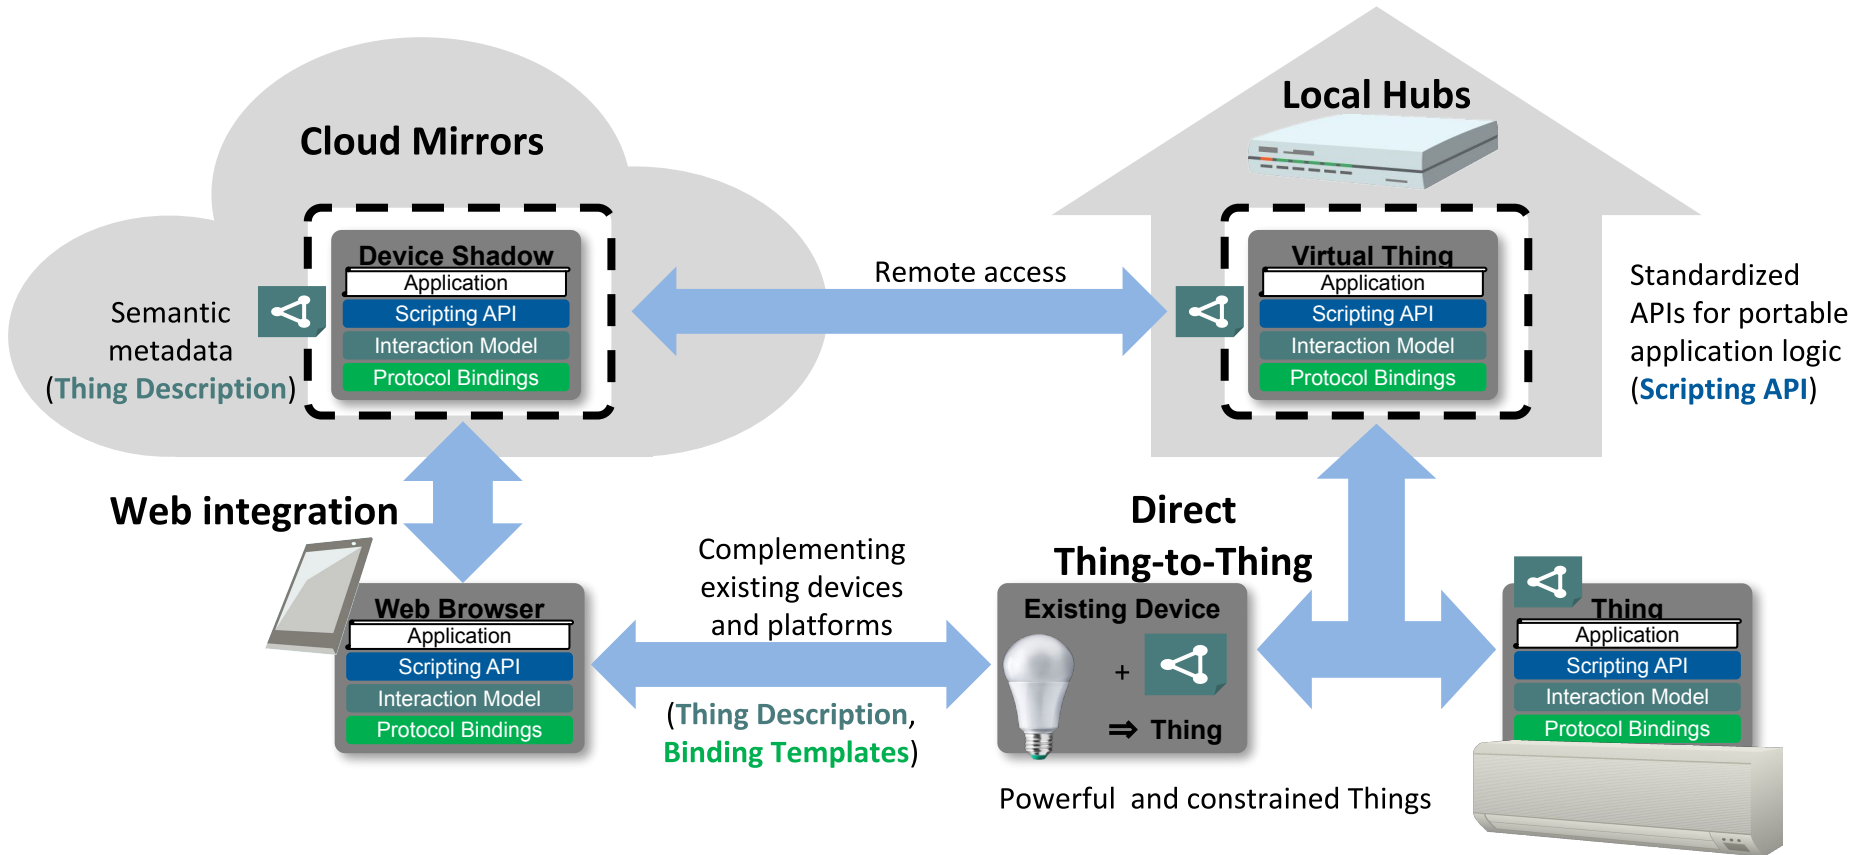 Cloud Mirrors
Local Hubs
Device Shadow
Application
Scripting API
Interaction Model
Protocol Bindings
Semantic
metadata
(Thing Description)
Remote access
Virtual Thing
Application
Scripting API
Interaction Model
Protocol Bindings
Standardized
APIs for portable
application logic
(Scripting API)
Web integration
Direct
Thing-to-Thing
Web Browser
Application
Scripting API
Interaction Model
Protocol Bindings
Complementing
existing devices
and platforms
(Thing Description,
Binding Templates)
Existing Device
+
⇒ Thing
Thing
Application
Scripting API
Interaction Model
Protocol Bindings
Powerful and constrained Things